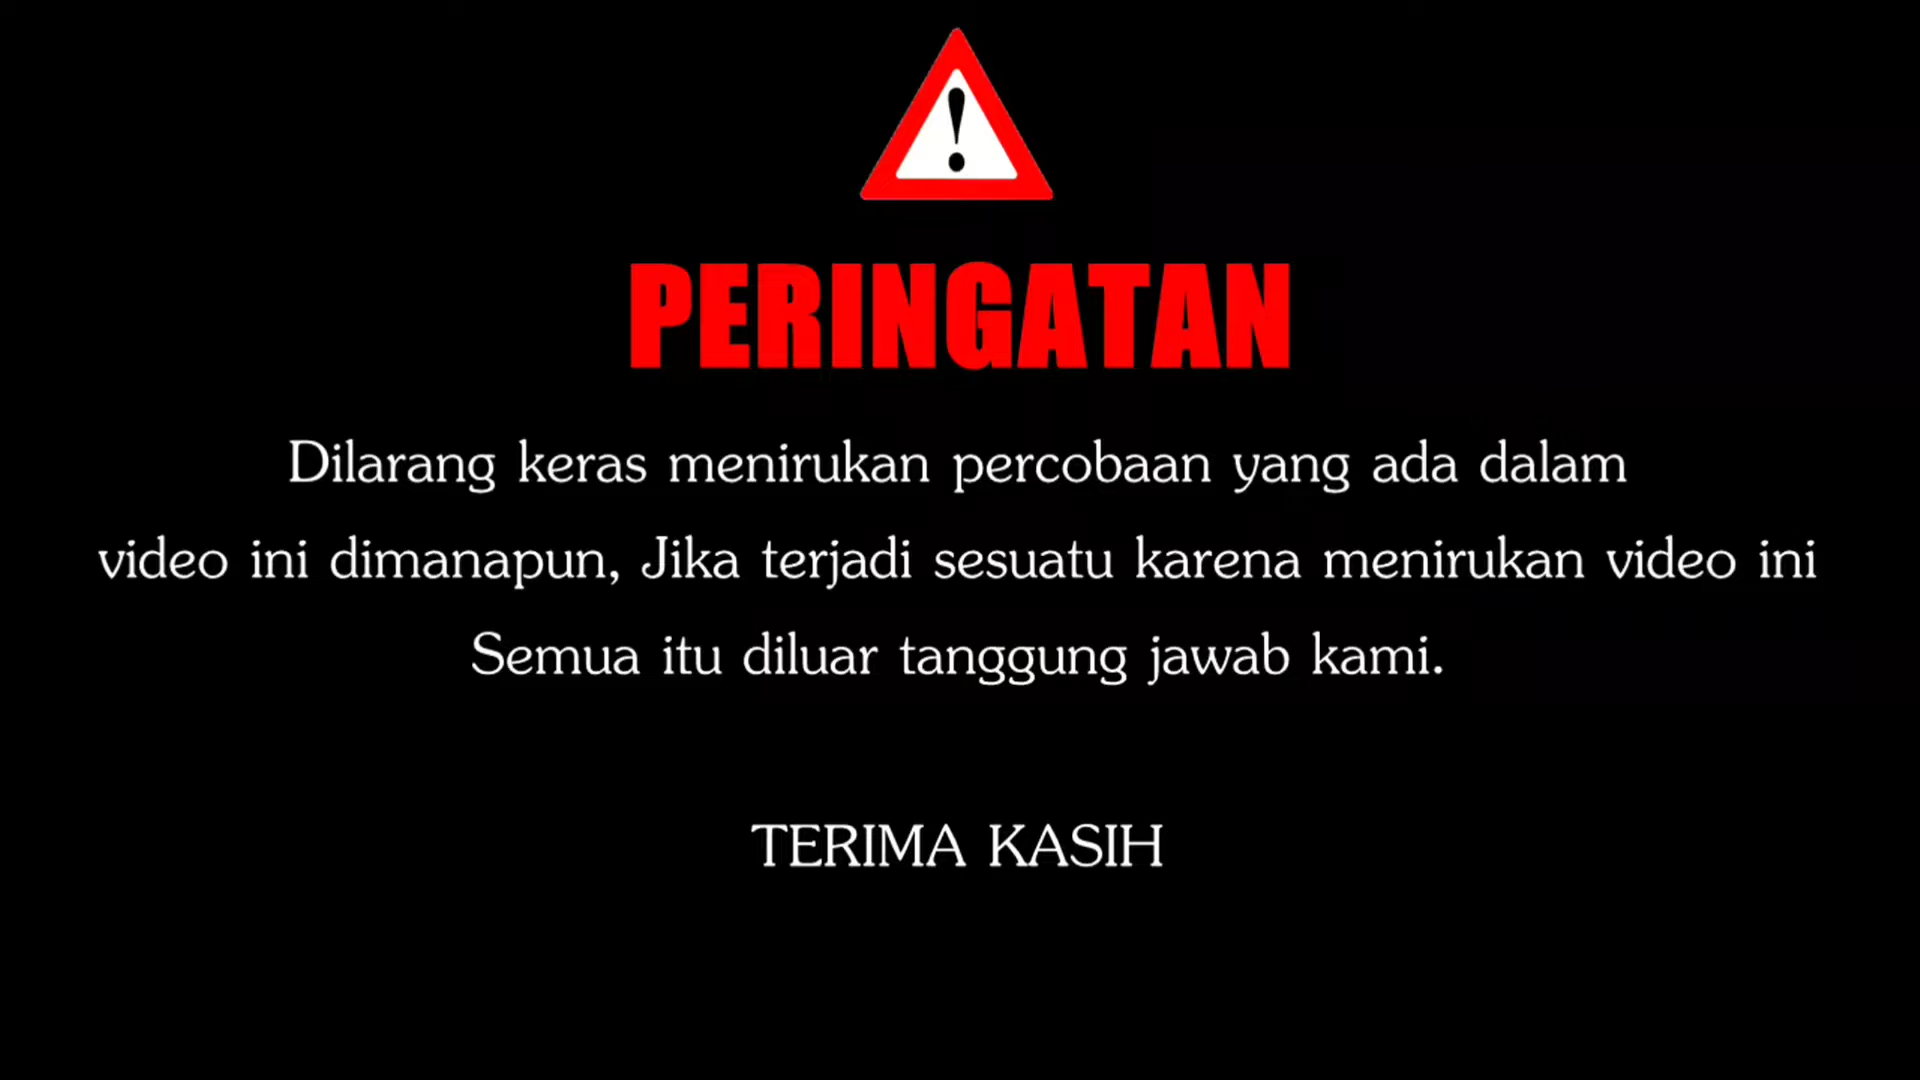 PERINGATAN
Dilarang keras menirukan percobaan yang ada dalam
video ini dimanapun, Jika terjadi sesuatu karena menirukan video ini
Semua itu diluar tanggung jawab kami.
TERIMA KASIH